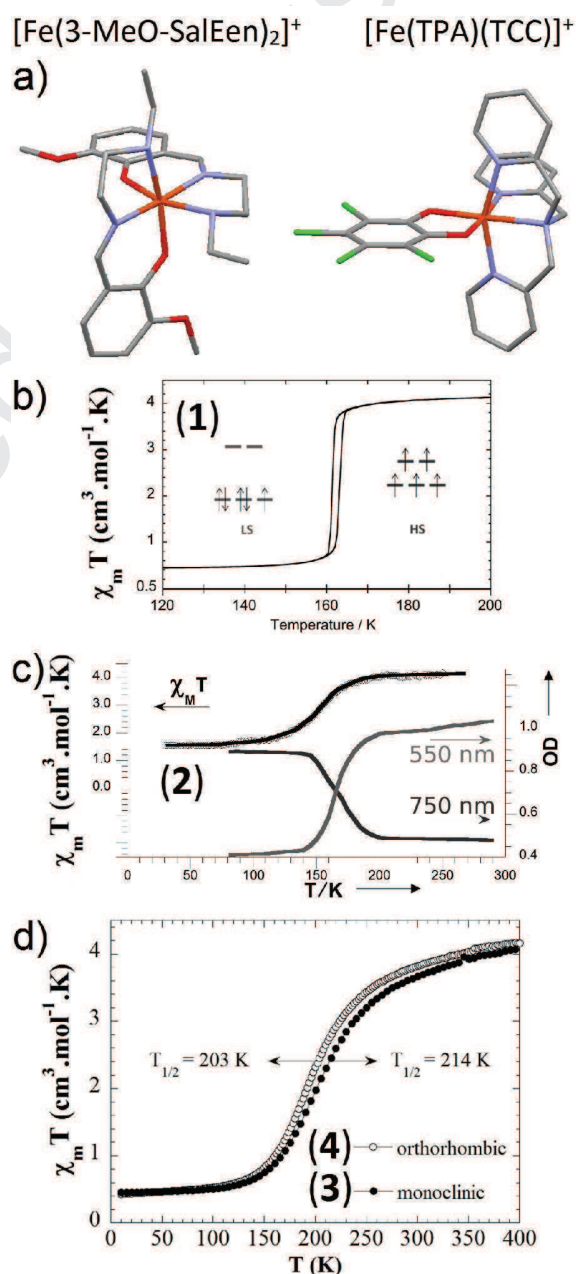 [Fe(3-MeO-SalEen)₂]⁺ [Fe(TPA)(TCC)]⁺
a)
b)
(1)
χₘ T (cm³.mol⁻¹.K)
4
3
2
1
0.5
LS
HS
120 140 160 180 200
Temperature / K
c)
χₘ T (cm³.mol⁻¹.K)
4.0
3.0
2.0
1.0
0.0
χ_M T
(2)
550 nm
750 nm
OD
1.0
0.8
0.6
0.4
0 50 100 150 200 250 300
T/K
d)
χₘ T (cm³.mol⁻¹.K)
4
3
2
1
0
T₁/₂ = 203 K T₁/₂ = 214 K
(4) orthorhombic
(3) monoclinic
0 50 100 150 200 250 300 350 400
T (K)